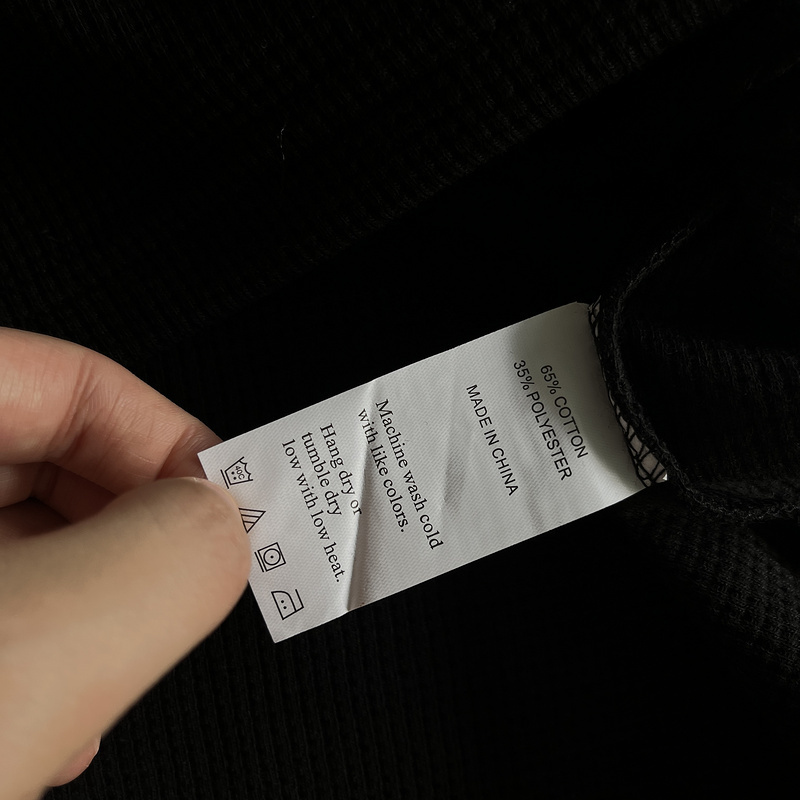 65% COTTON
35% POLYESTER
MADE IN CHINA
Machine wash cold
with like colors.
Hang dry or
tumble dry
low with low heat.
40°C